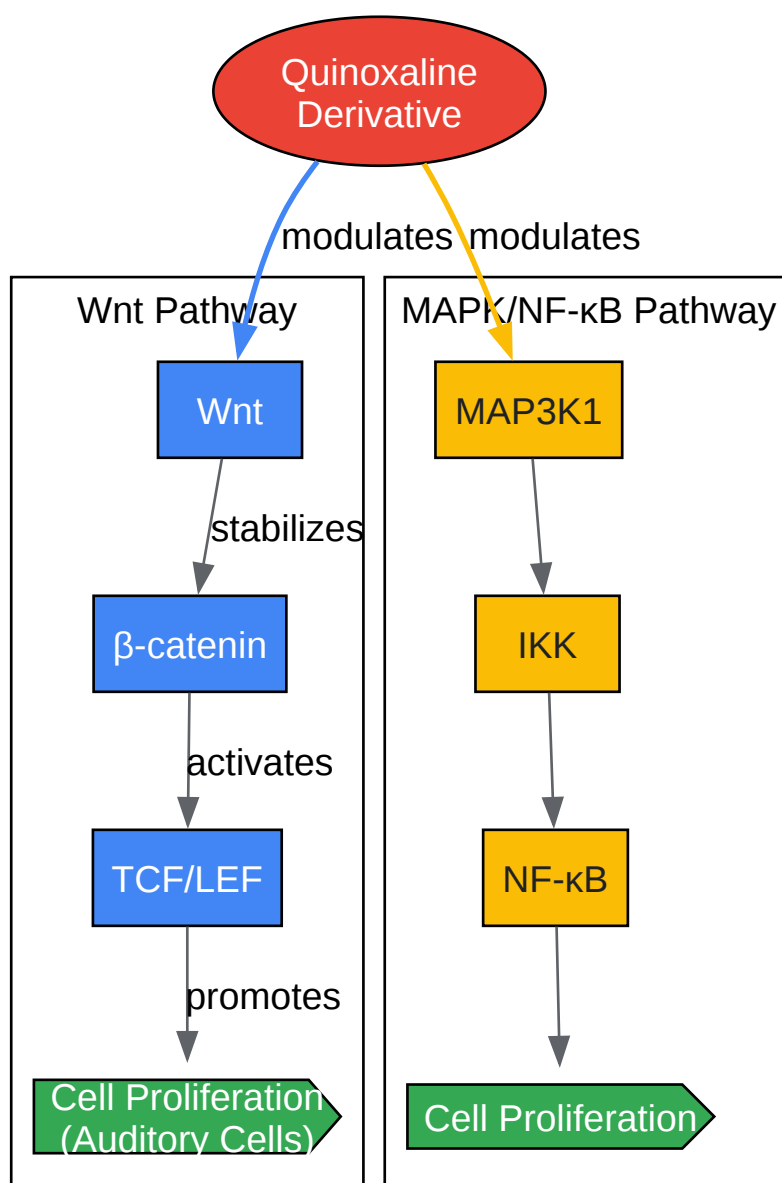 Quinoxaline
Derivative
modulates
modulates
Wnt Pathway
Wnt
stabilizes
β-catenin
activates
TCF/LEF
promotes
Cell Proliferation
(Auditory Cells)
MAPK/NF-κB Pathway
MAP3K1
IKK
NF-κB
Cell Proliferation